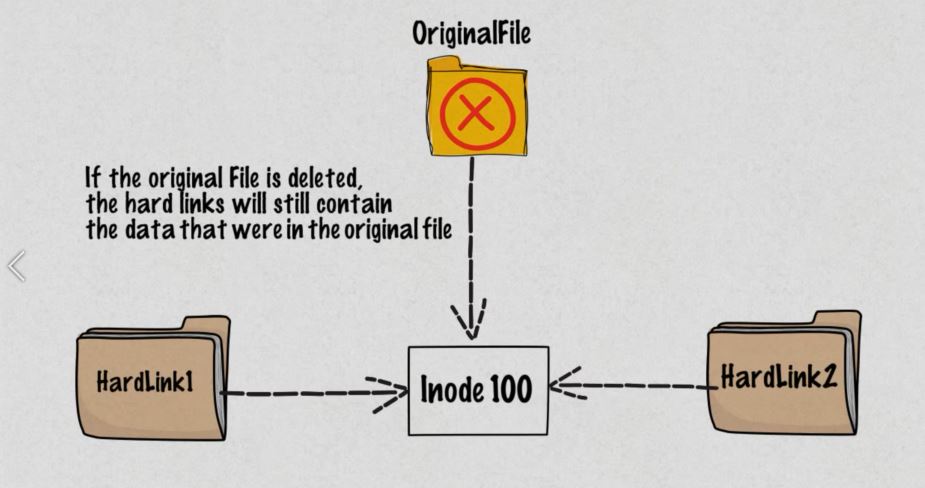 OriginalFile
If the original File is deleted,
the hard links will still contain
the data that were in the original file
HardLink1
Inode 100
HardLink2